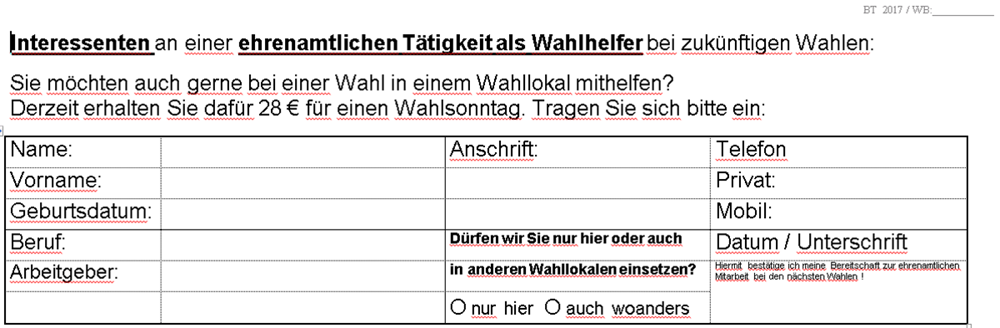 BT 2017 / WB:___________
Interessenten an einer ehrenamtlichen Tätigkeit als Wahlhelfer bei zukünftigen Wahlen:
Sie möchten auch gerne bei einer Wahl in einem Wahllokal mithelfen?
Derzeit erhalten Sie dafür 28 € für einen Wahlsonntag. Tragen Sie sich bitte ein:
Name: Anschrift: Telefon
Vorname: Privat:
Geburtsdatum: Mobil:
Beruf: Dürfen wir Sie nur hier oder auch Datum / Unterschrift
Arbeitgeber: in anderen Wahllokalen einsetzen? Hiermit bestätige ich meine Bereitschaft zur ehrenamtlichen
Mitarbeit bei den nächsten Wahlen !
O nur hier O auch woanders